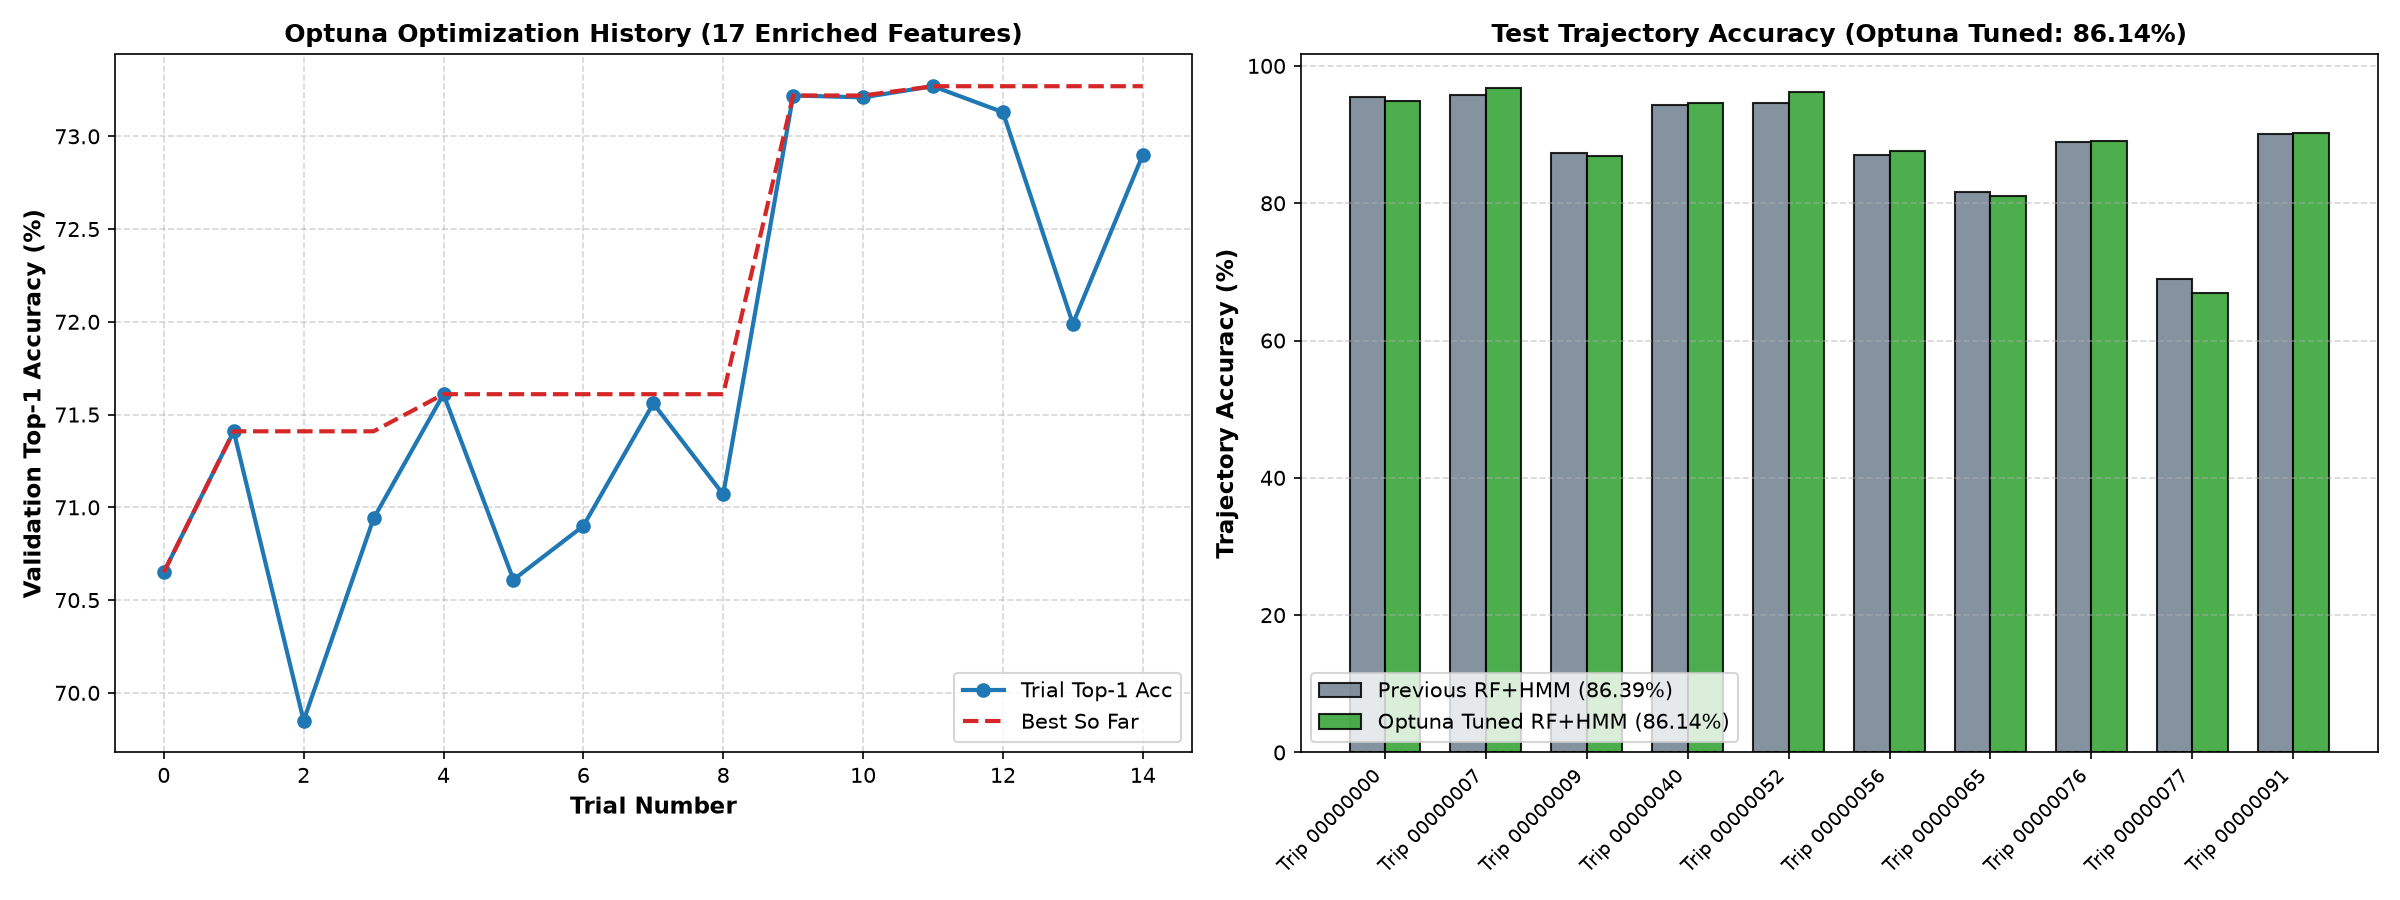 Optuna Optimization History (17 Enriched Features)
Validation Top-1 Accuracy (%)
73.0
72.5
72.0
71.5
71.0
70.5
70.0
0 2 4 6 8 10 12 14
Trial Number
Trial Top-1 Acc
Best So Far
Test Trajectory Accuracy (Optuna Tuned: 86.14%)
Trajectory Accuracy (%)
100
80
60
40
20
0
Previous RF+HMM (86.39%)
Optuna Tuned RF+HMM (86.14%)
Trip 00000000
Trip 00000007
Trip 00000009
Trip 00000040
Trip 00000052
Trip 00000056
Trip 00000065
Trip 00000076
Trip 00000077
Trip 00000091